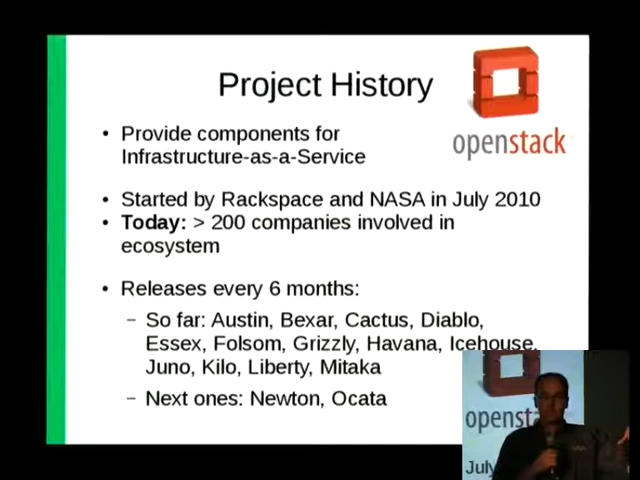 Project History
openstack
• Provide components for
Infrastructure-as-a-Service
• Started by Rackspace and NASA in July 2010
• Today: > 200 companies involved in
ecosystem
• Releases every 6 months:
– So far: Austin, Bexar, Cactus, Diablo,
Essex, Folsom, Grizzly, Havana, Icehouse,
Juno, Kilo, Liberty, Mitaka
– Next ones: Newton, Ocata
openst
July